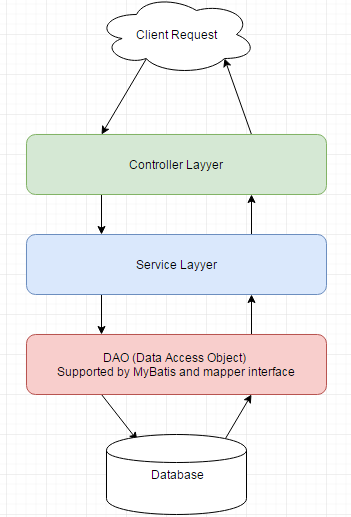 Client Request
Controller Layyer
Service Layyer
DAO (Data Access Object)
Supported by MyBatis and mapper interface
Database